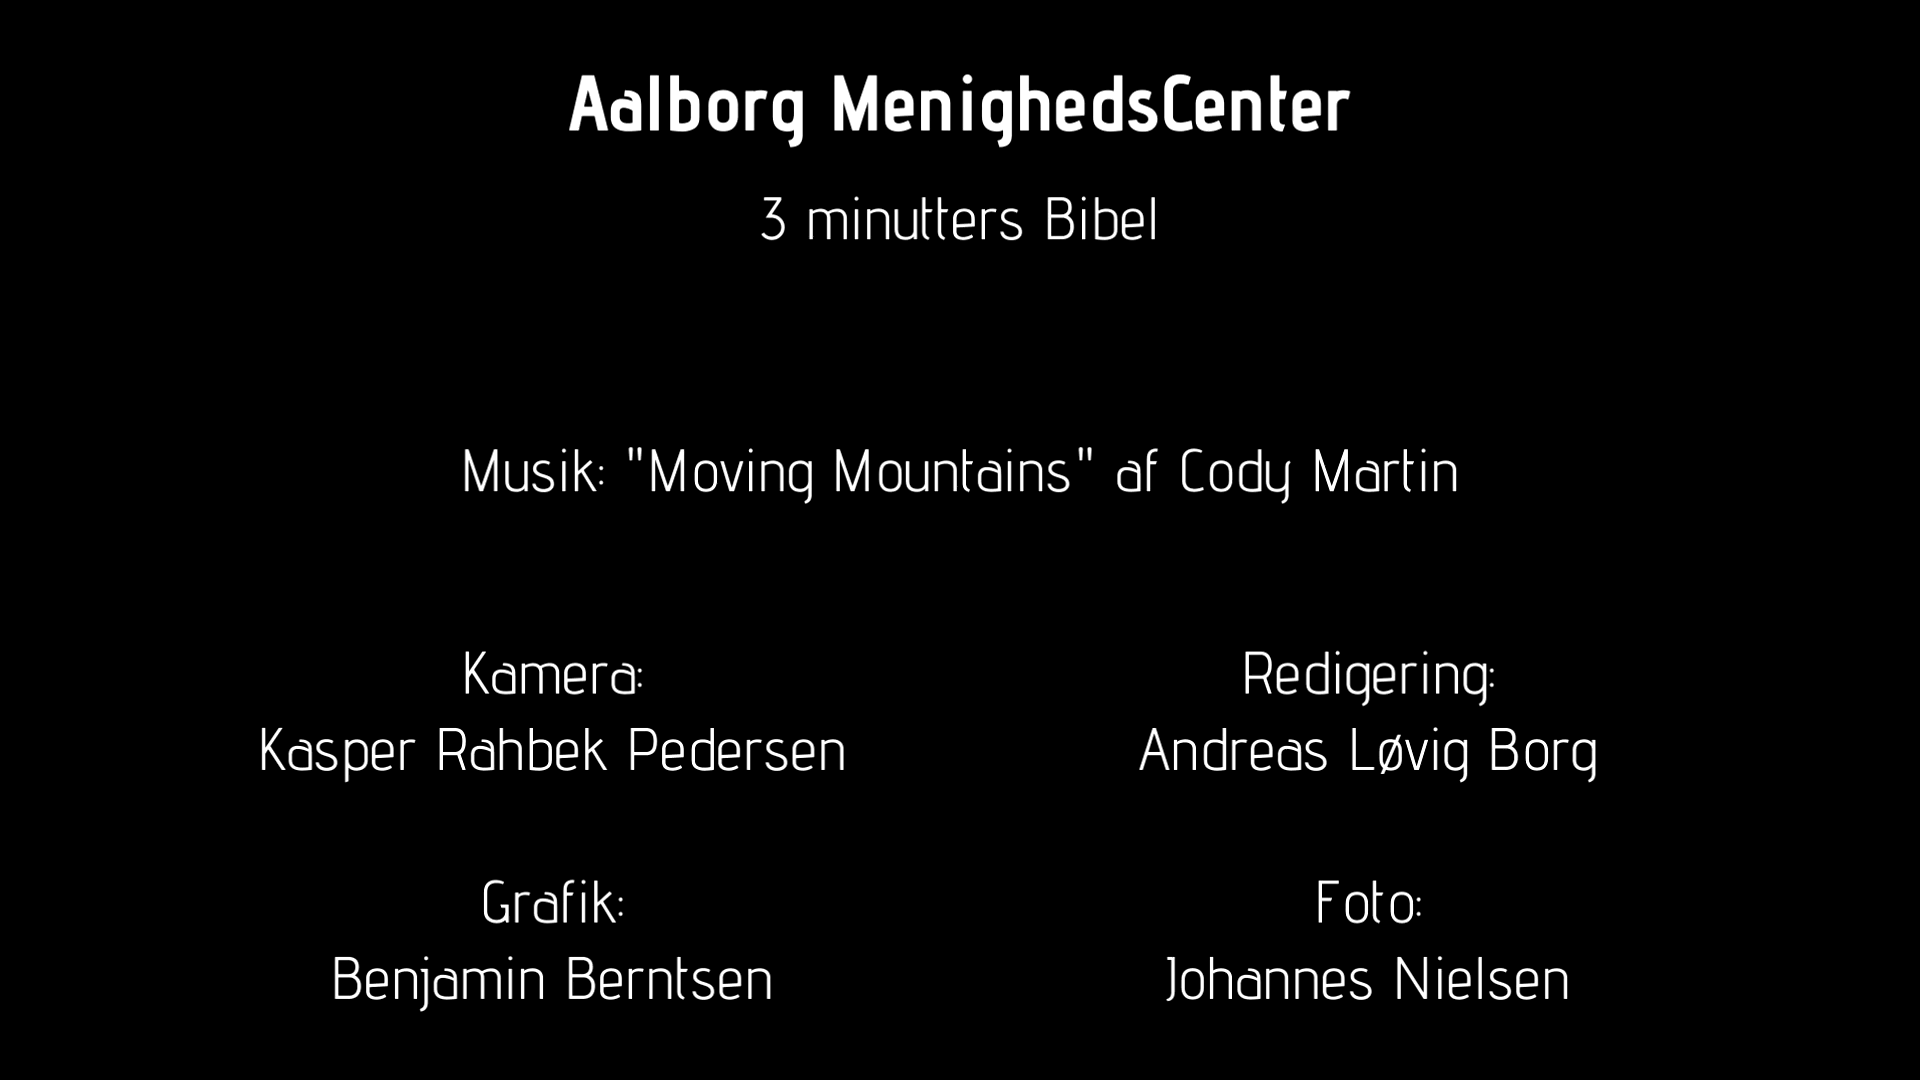 Aalborg MenighedsCenter
3 minutters Bibel
Musik: "Moving Mountains" af Cody Martin
Kamera:
Kasper Rahbek Pedersen
Redigering:
Andreas Løvig Borg
Grafik:
Benjamin Berntsen
Foto:
Johannes Nielsen